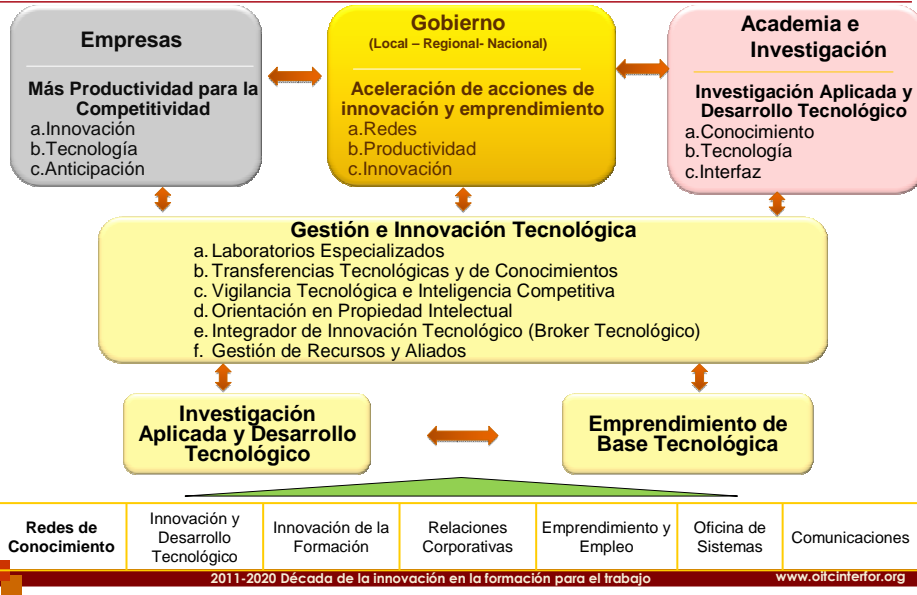 Empresas
Más Productividad para la
Competitividad
a.Innovación
b.Tecnología
c.Anticipación
Gobierno
(Local – Regional- Nacional)
Aceleración de acciones de
innovación y emprendimiento
a.Redes
b.Productividad
c.Innovación
Academia e
Investigación
Investigación Aplicada y
Desarrollo Tecnológico
a.Conocimiento
b.Tecnología
c.Interfaz
Gestión e Innovación Tecnológica
a. Laboratorios Especializados
b. Transferencias Tecnológicas y de Conocimientos
c. Vigilancia Tecnológica e Inteligencia Competitiva
d. Orientación en Propiedad Intelectual
e. Integrador de Innovación Tecnológico (Broker Tecnológico)
f. Gestión de Recursos y Aliados
Investigación
Aplicada y Desarrollo
Tecnológico
Emprendimiento de
Base Tecnológica
Redes de
Conocimiento
Innovación y
Desarrollo
Tecnológico
Innovación de la
Formación
Relaciones
Corporativas
Emprendimiento y
Empleo
Oficina de
Sistemas
Comunicaciones
2011-2020 Década de la innovación en la formación para el trabajo
www.oitcinterfor.org